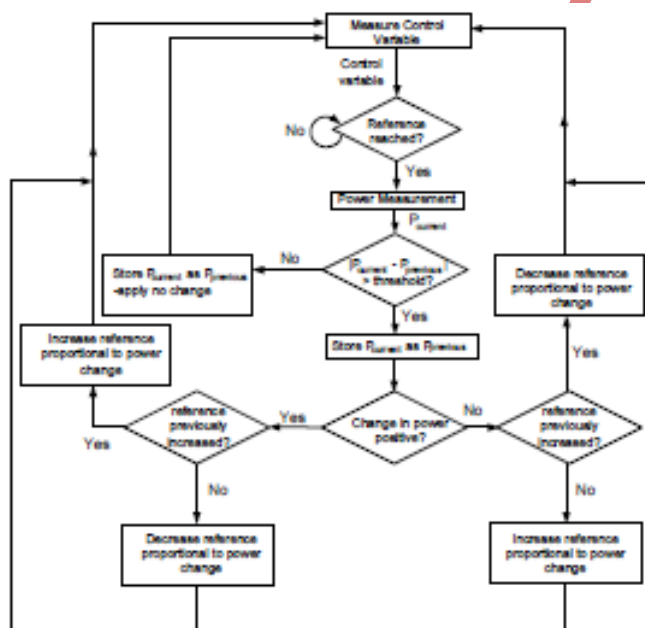 Measure Control
Variable
Control
variable
No
Reference
reached?
Yes
Power Measurement
Pcurrent
No
|Pcurrent - Pprevious|
> threshold?
Store Pcurrent as Pprevious
-apply no change
Decrease reference
proportional to power
change
Yes
Store Pcurrent as Pprevious
Increase reference
proportional to power
change
Yes
reference
previously
increased?
Yes
Change in power
positive?
No
reference
previously
increased?
Yes
No
No
Decrease reference
proportional to power
change
Increase reference
proportional to power
change